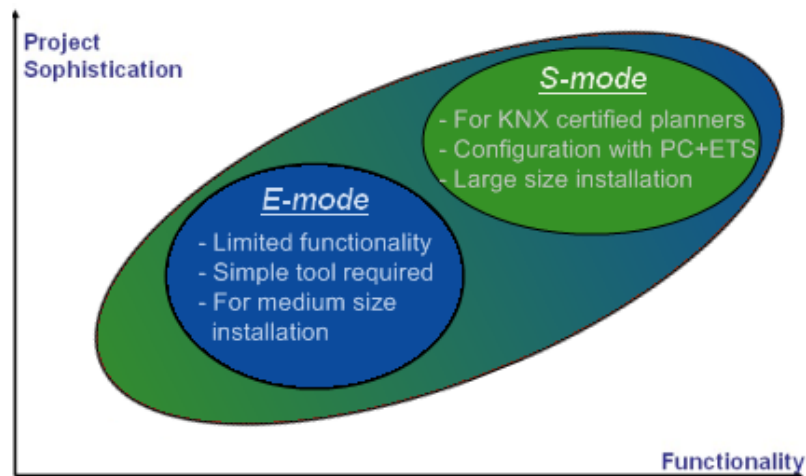 Project
Sophistication
S-mode
- For KNX certified planners
- Configuration with PC+ETS
- Large size installation
E-mode
- Limited functionality
- Simple tool required
- For medium size
installation
Functionality